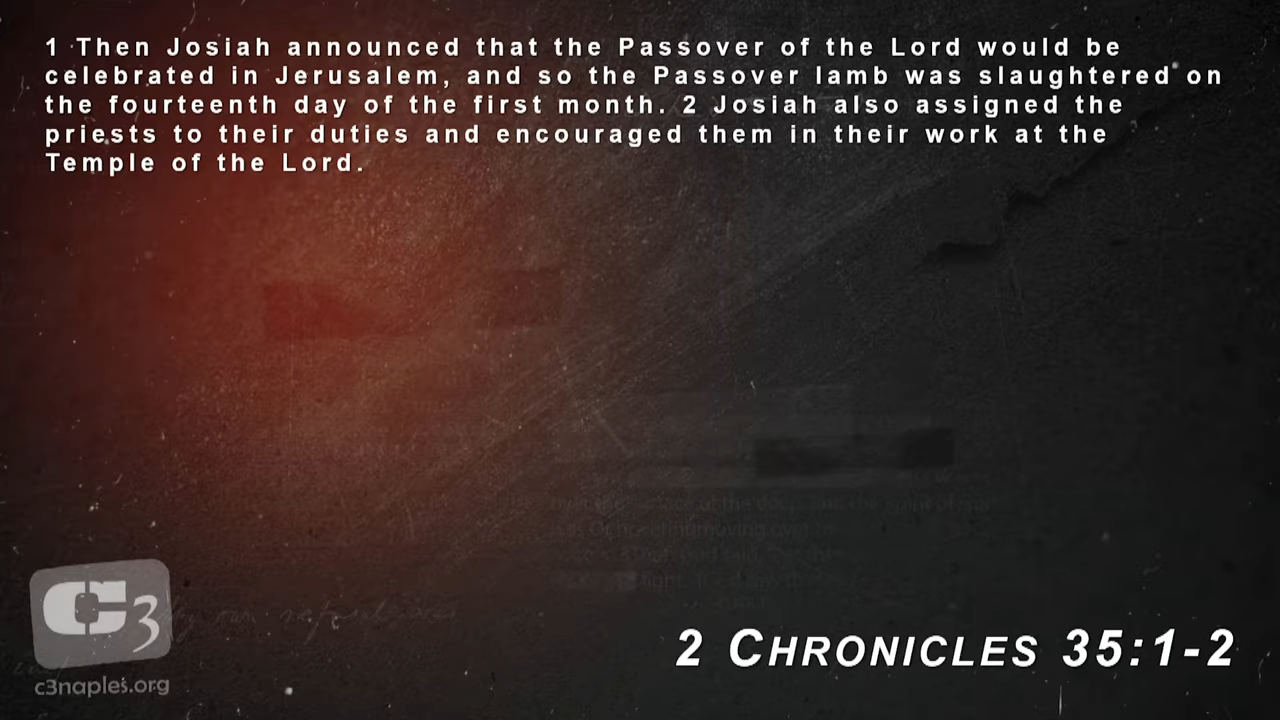 1 Then Josiah announced that the Passover of the Lord would be
celebrated in Jerusalem, and so the Passover lamb was slaughtered on
the fourteenth day of the first month. 2 Josiah also assigned the
priests to their duties and encouraged them in their work at the
Temple of the Lord.
C3
c3naples.org
2 CHRONICLES 35:1-2